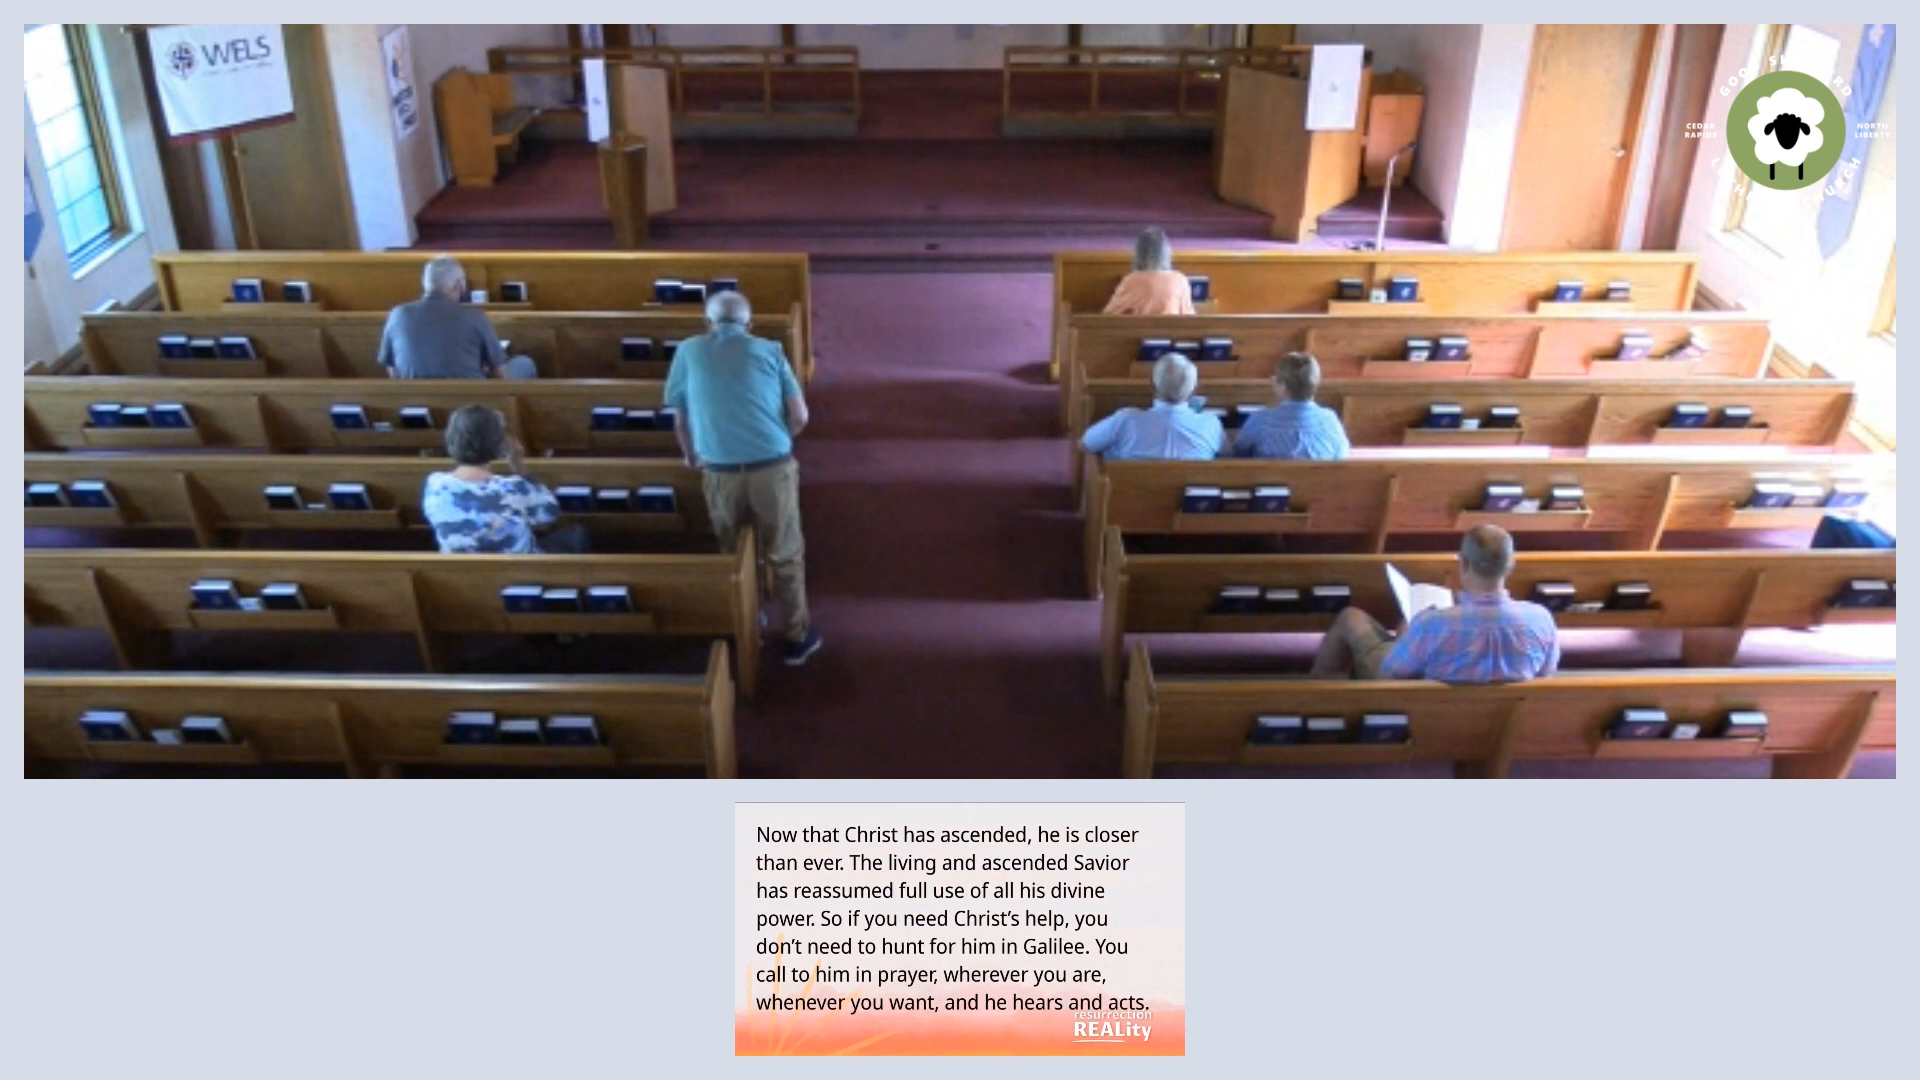 WELS
GOOD SHEPHERD
CEDAR
RAPIDS
NORTH
LIBERTY
CHURCH
Now that Christ has ascended, he is closer
than ever. The living and ascended Savior
has reassumed full use of all his divine
power. So if you need Christ’s help, you
don’t need to hunt for him in Galilee. You
call to him in prayer, wherever you are,
whenever you want, and he hears and acts.
resurrection
REALity